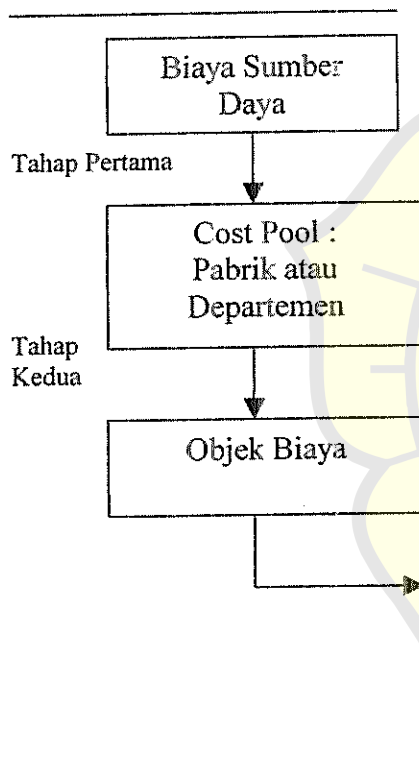 Biaya Sumber
Daya
Tahap Pertama
Cost Pool :
Pabrik atau
Departemen
Tahap
Kedua
Objek Biaya